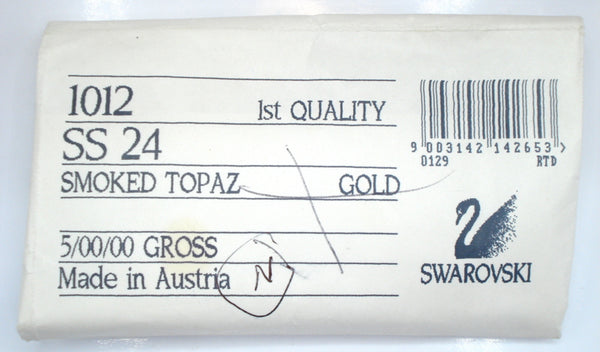 1012 1st QUALITY
SS 24
SMOKED TOPAZ GOLD
5/00/00 GROSS
Made in Austria
N
9 003142 142653 >
0129 RTD
SWAROVSKI